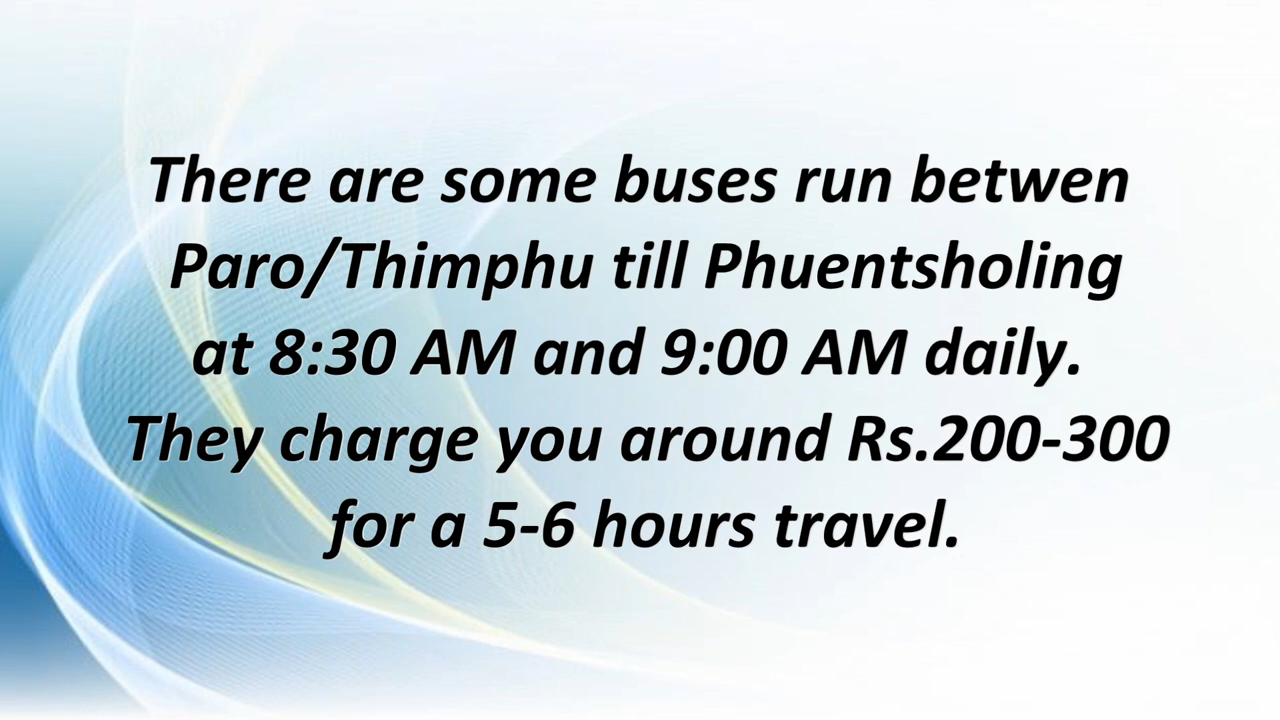 There are some buses run betwen
Paro/Thimphu till Phuentsholing
at 8:30 AM and 9:00 AM daily.
They charge you around Rs.200-300
for a 5-6 hours travel.